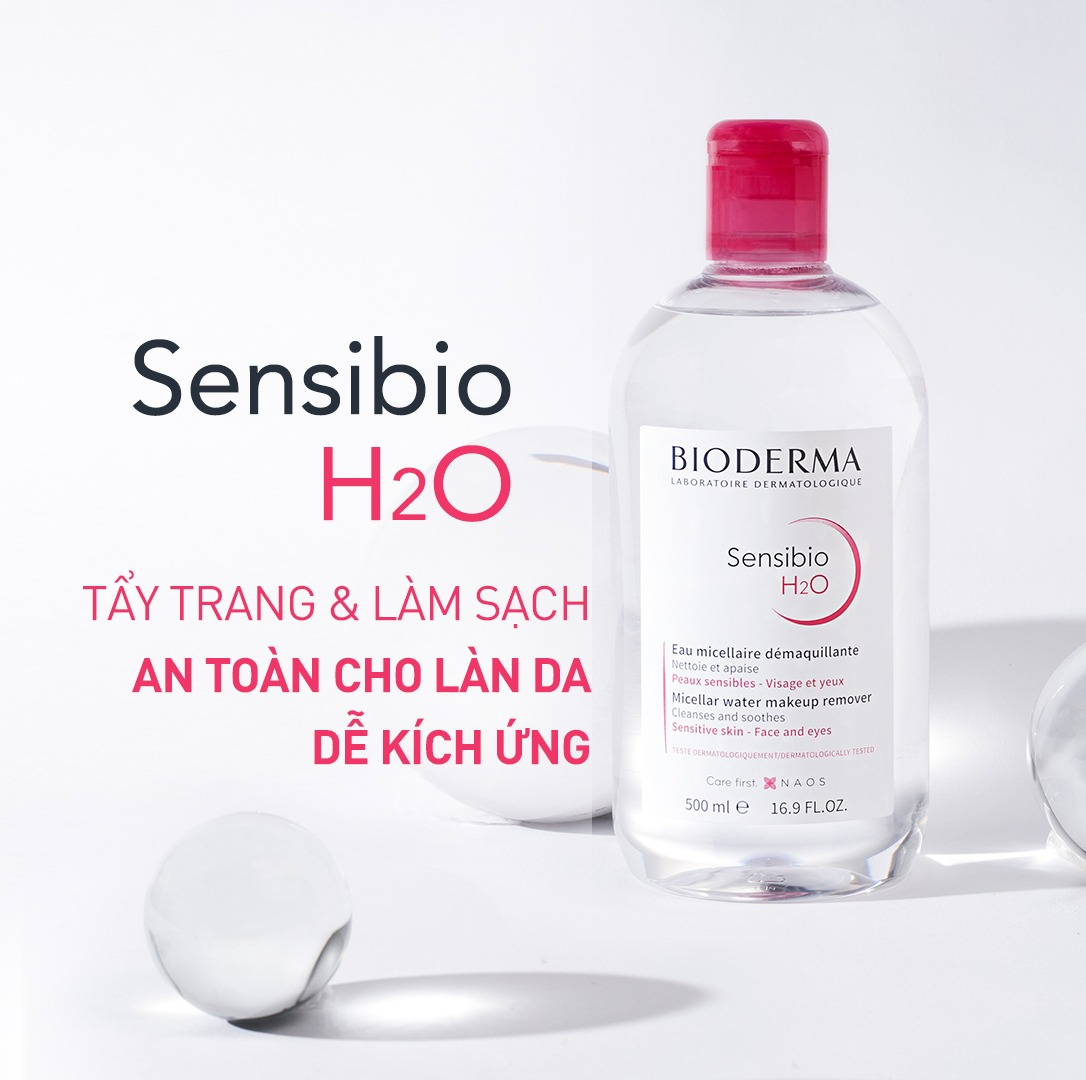 Sensibio
H2O
TẨY TRANG & LÀM SẠCH
AN TOÀN CHO LÀN DA
DỄ KÍCH ỨNG
BIODERMA
LABORATOIRE DERMATOLOGIQUE
Sensibio
H2O
Eau micellaire démaquillante
Nettoie et apaise
Peaux sensibles - Visage et yeux
Micellar water makeup remover
Cleanses and soothes
Sensitive skin - Face and eyes
TESTÉ DERMATOLOGIQUEMENT/DERMATOLOGICALLY TESTED
Care first. NAOS
500 ml ℮ 16.9 FL.OZ.